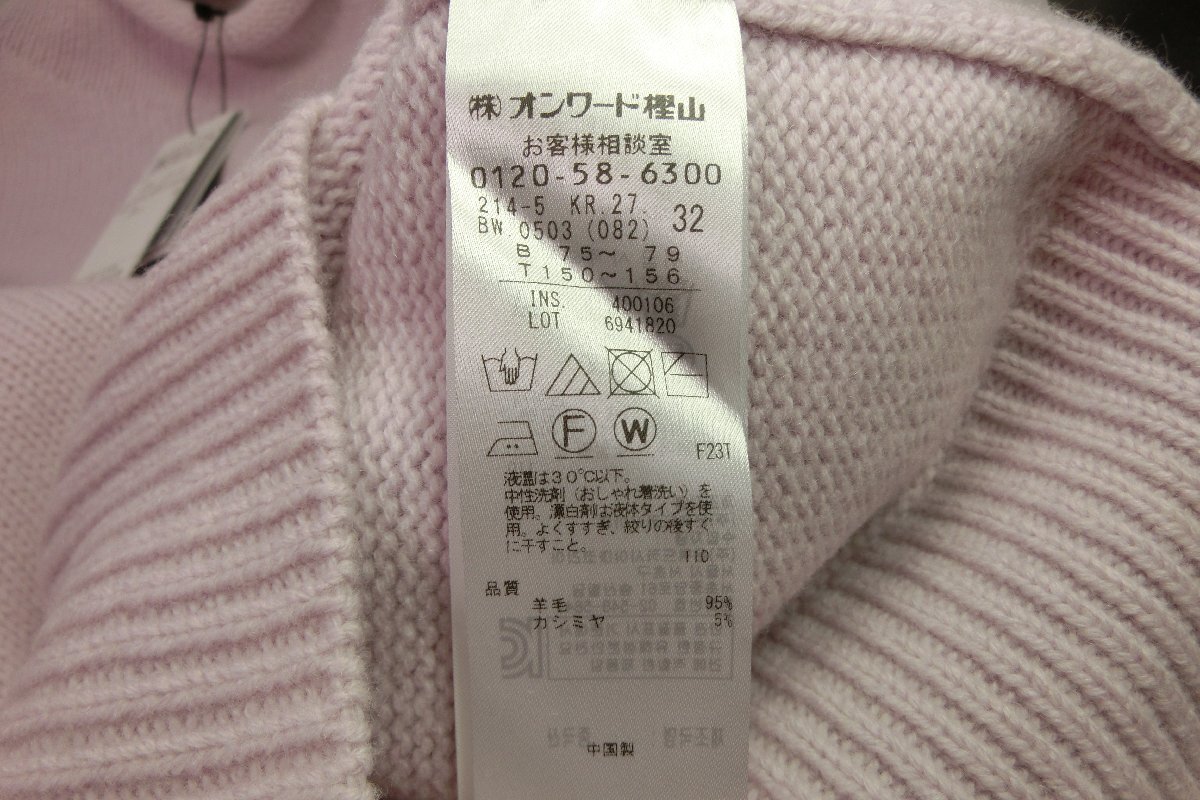 (株)オンワード樫山
お客様相談室
0120-58-6300
214-5 KR.27. 32
BW 0503 (082)
B 75~ 79
T 150~156
INS. 400106
LOT 6941820
F W F23T
液温は30℃以下。
中性洗剤(おしゃれ着洗い)を
使用。漂白剤は液体タイプを使
用。よくすすぎ、絞りの後すぐ
に干すこと。
110
品質
羊毛 95%
カシミヤ 5%
中国製